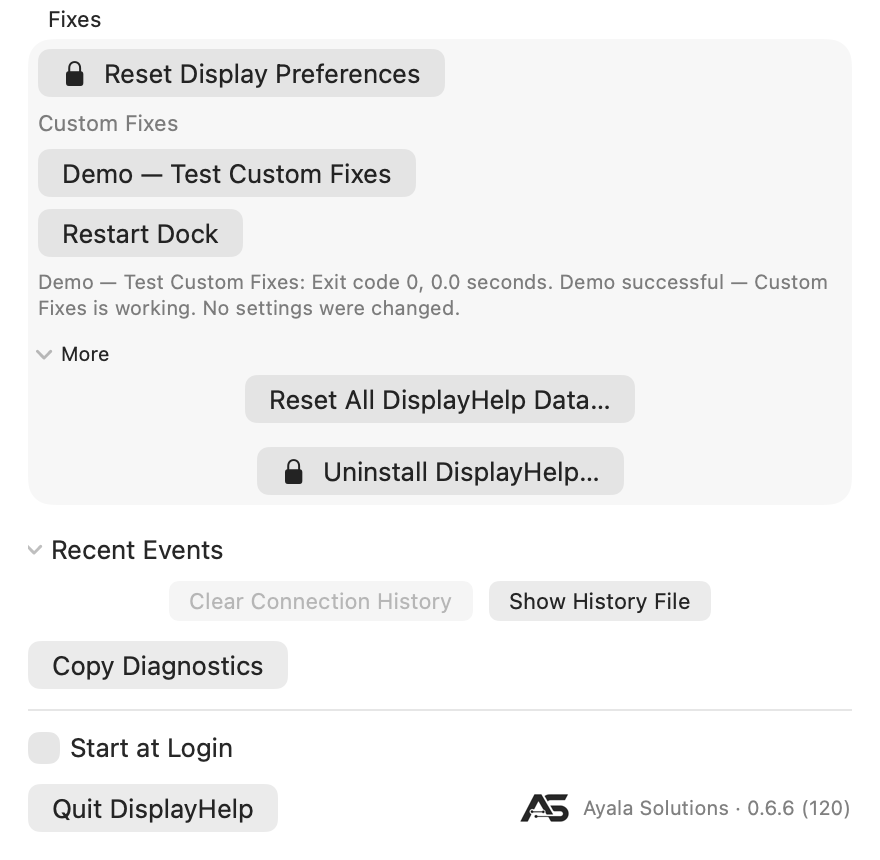 Fixes
Reset Display Preferences
Custom Fixes
Demo — Test Custom Fixes
Restart Dock
Demo — Test Custom Fixes: Exit code 0, 0.0 seconds. Demo successful — Custom
Fixes is working. No settings were changed.
More
Reset All DisplayHelp Data...
Uninstall DisplayHelp...
Recent Events
Clear Connection History Show History File
Copy Diagnostics
Start at Login
Quit DisplayHelp AS Ayala Solutions · 0.6.6 (120)